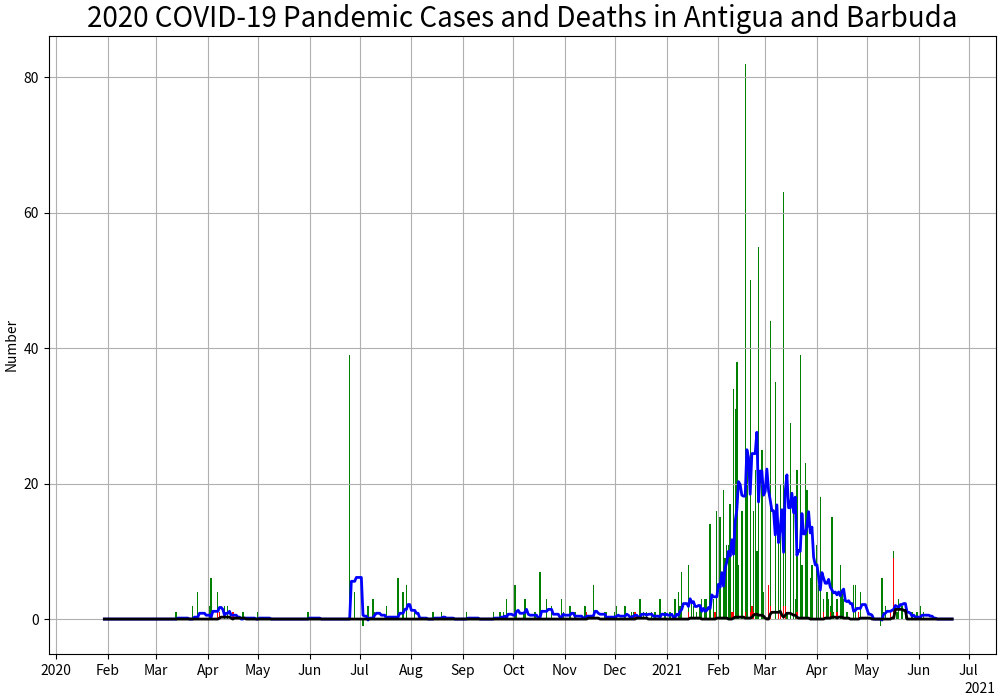 2020 COVID-19 Pandemic Cases and Deaths in Antigua and Barbuda
Number
80
60
40
20
0
2020 Feb Mar Apr May Jun Jul Aug Sep Oct Nov Dec 2021 Feb Mar Apr May Jun Jul
2021